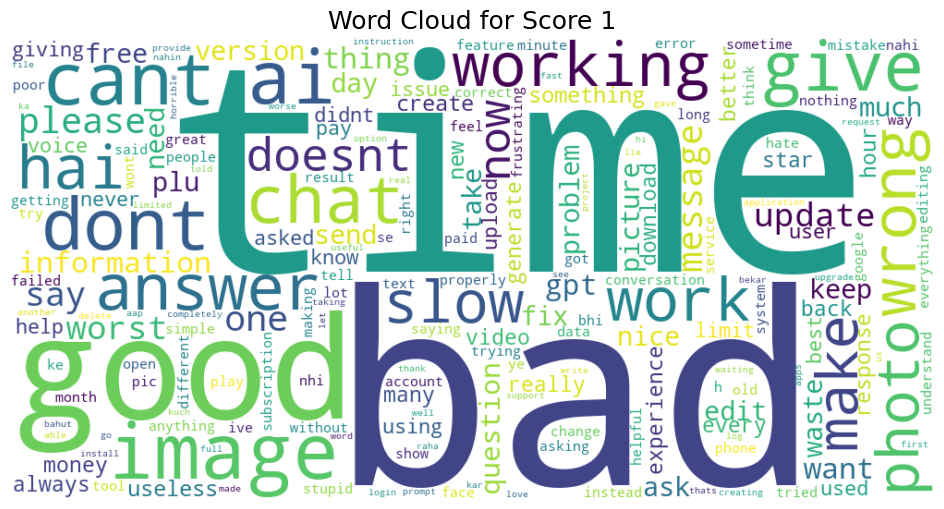 Word Cloud for Score 1
time
bad
good
cant
ai
working
give
hai
dont
chat
doesnt
now
answer
slow
work
image
photo
wrong
make
worst
one
say
please
information
send
thing
day
version
free
giving
issue
create
something
better
much
need
voice
plu
didnt
pay
take
upload
generate
problem
picture
download
message
update
user
star
hour
keep
back
best
waste
response
everything
editing
understand
google
nothing
way
mistake
nahi
sometime
error
feature
minute
correct
feel
frustrating
long
new
result
right
paid
asked
know
tell
never
getting
try
people
said
great
wont
told
limited
poor
file
provide
nahin
horrible
instruction
worse
option
real
useful
fast
think
gave
request
hate
hi
lie
project
service
application
se
got
conversation
see
bekar
upgrade
system
gpt
fix
nice
limit
video
question
really
many
using
account
show
text
properly
saying
trying
ye
data
bhi
lot
making
let
taking
failed
help
another
delete
aap
completely
simple
different
subscription
ke
month
open
pic
play
nhi
anything
kuch
ive
without
bahut
able
go
install
full
money
always
tool
useless
made
stupid
word
raha
well
thank
support
write
login
prompt
kar
face
love
asking
change
helpful
instead
experience
ask
edit
every
old
h
waiting
log
phone
apps
thats
creating
tried
used
want
us
first